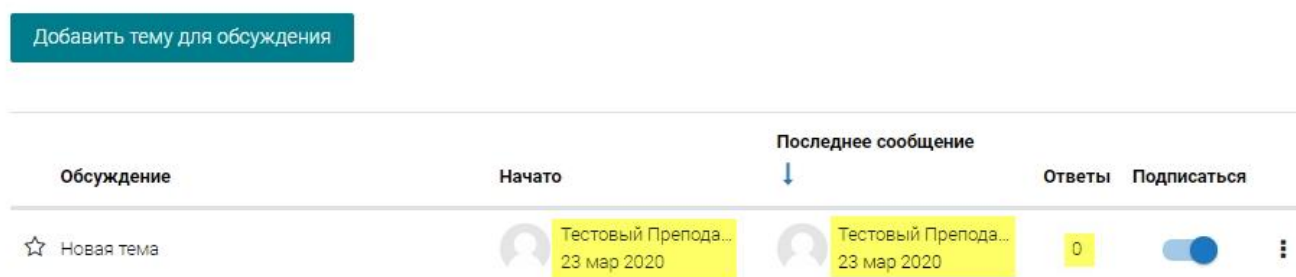 Добавить тему для обсуждения
Последнее сообщение
Обсуждение Начато Ответы Подписаться
Новая тема Тестовый Препода... Тестовый Препода... 0
23 мар 2020 23 мар 2020